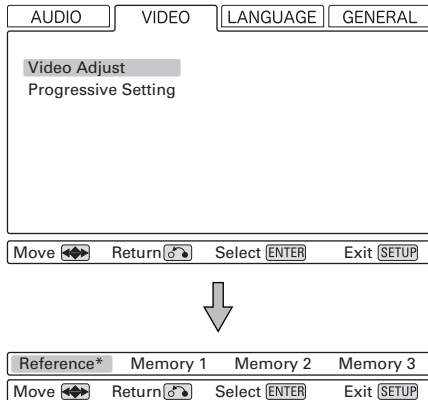 AUDIO VIDEO LANGUAGE GENERAL
Video Adjust
Progressive Setting
Move Return Select ENTER Exit SETUP
Reference* Memory 1 Memory 2 Memory 3
Move Return Select ENTER Exit SETUP